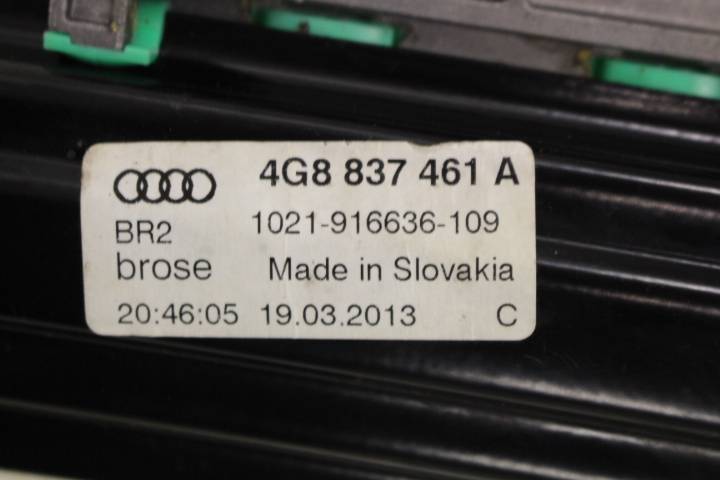 4G8 837 461 A
BR2 1021-916636-109
brose Made in Slovakia
20:46:05 19.03.2013 C